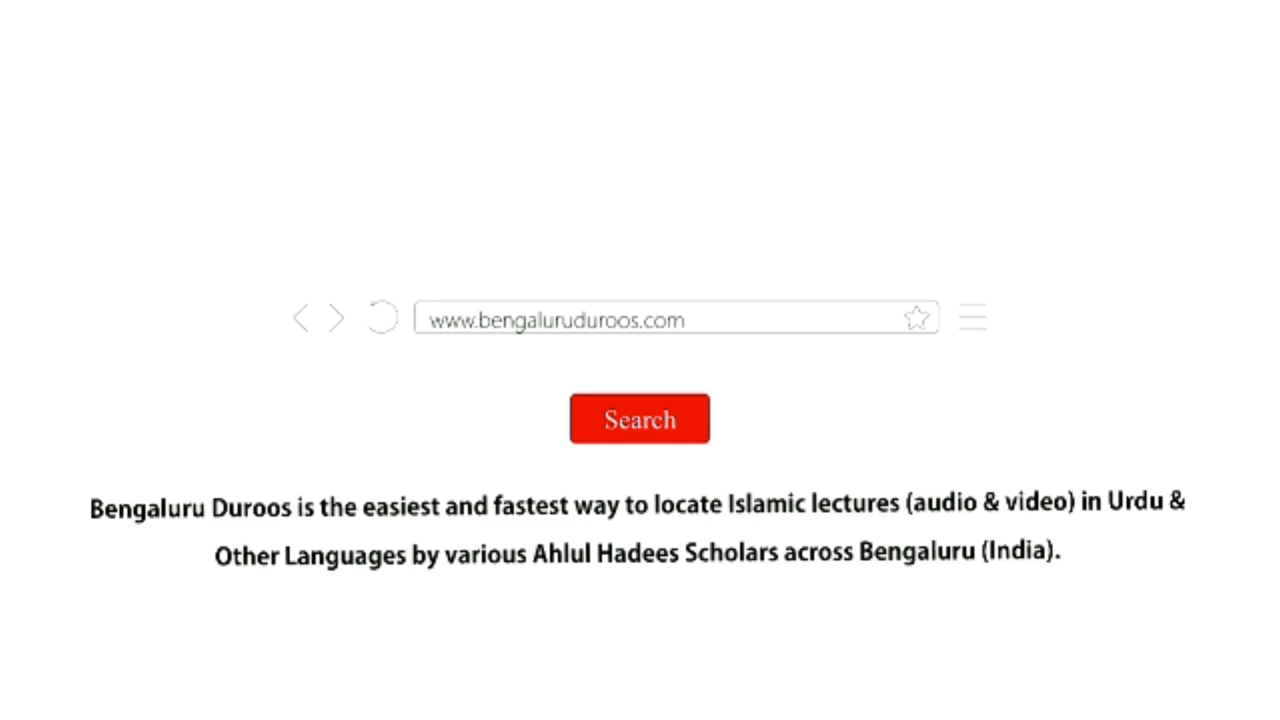 www.bengaluruduroos.com
Search
Bengaluru Duroos is the easiest and fastest way to locate Islamic lectures (audio & video) in Urdu &
Other Languages by various Ahlul Hadees Scholars across Bengaluru (India).